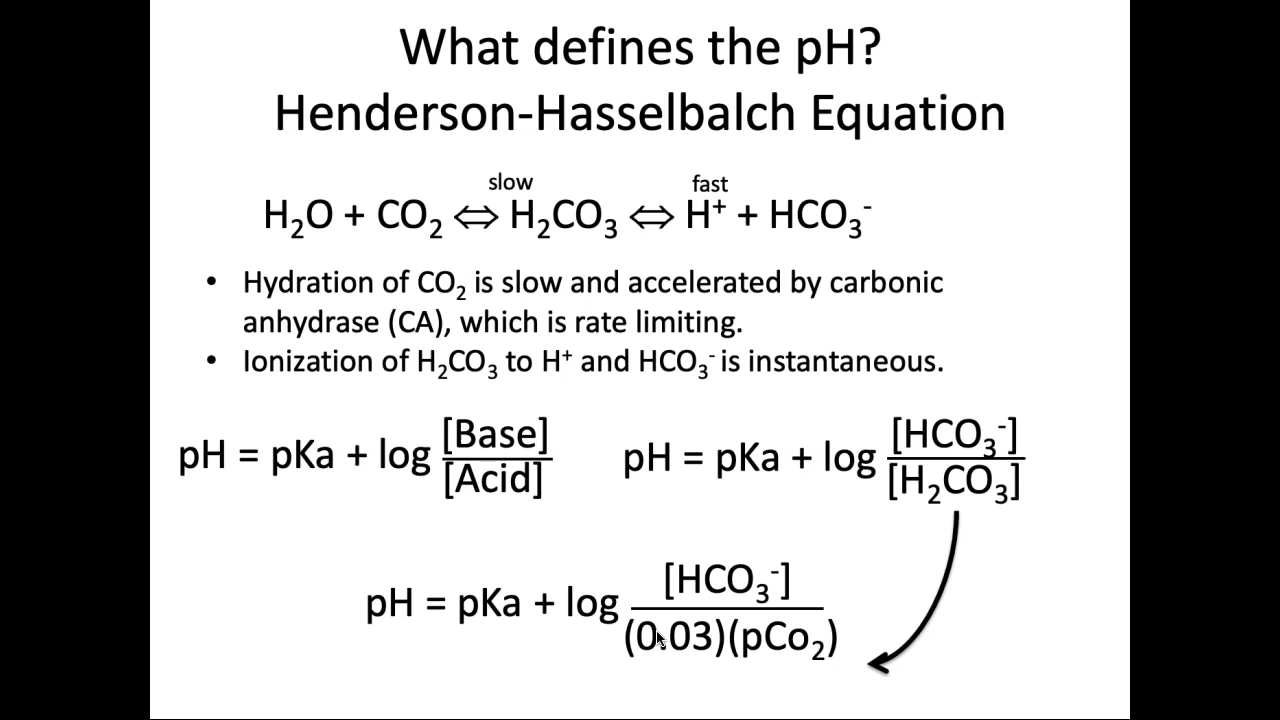 What defines the pH?
Henderson-Hasselbalch Equation
slow fast
H₂O + CO₂ ⇔ H₂CO₃ ⇔ H⁺ + HCO₃⁻
• Hydration of CO₂ is slow and accelerated by carbonic
anhydrase (CA), which is rate limiting.
• Ionization of H₂CO₃ to H⁺ and HCO₃⁻ is instantaneous.
pH = pKa + log [Base] / [Acid]
pH = pKa + log [HCO₃⁻] / [H₂CO₃]
pH = pKa + log [HCO₃⁻] / (0.03)(pCo₂)